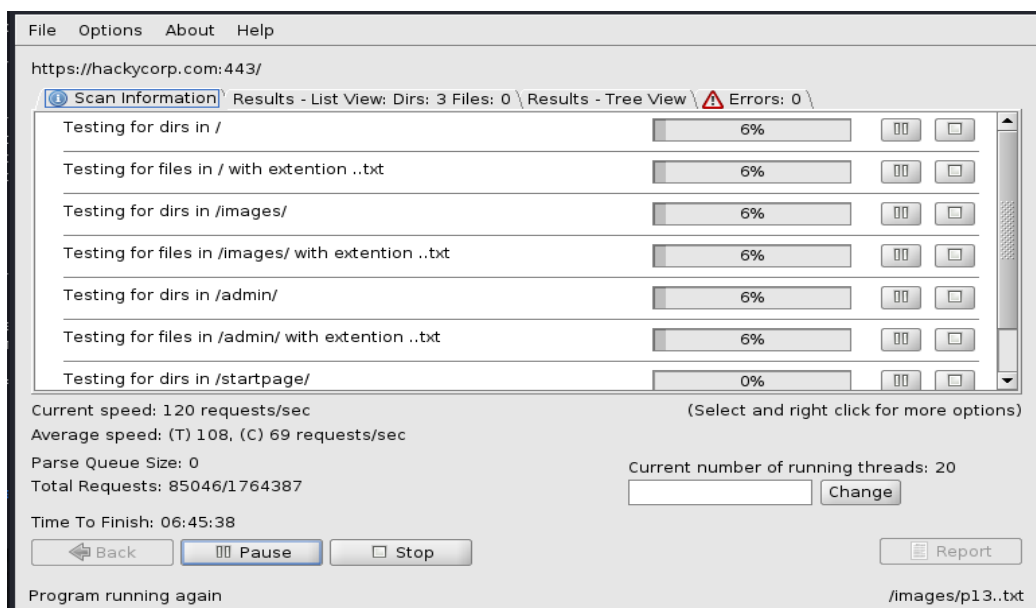 File Options About Help
https://hackycorp.com:443/
Scan Information Results - List View: Dirs: 3 Files: 0 Results - Tree View Errors: 0
Testing for dirs in / 6%
Testing for files in / with extention ..txt 6%
Testing for dirs in /images/ 6%
Testing for files in /images/ with extention ..txt 6%
Testing for dirs in /admin/ 6%
Testing for files in /admin/ with extention ..txt 6%
Testing for dirs in /startpage/ 0%
Current speed: 120 requests/sec (Select and right click for more options)
Average speed: (T) 108, (C) 69 requests/sec
Parse Queue Size: 0
Current number of running threads: 20
Total Requests: 85046/1764387
Change
Time To Finish: 06:45:38
Back Pause Stop Report
Program running again /images/p13..txt